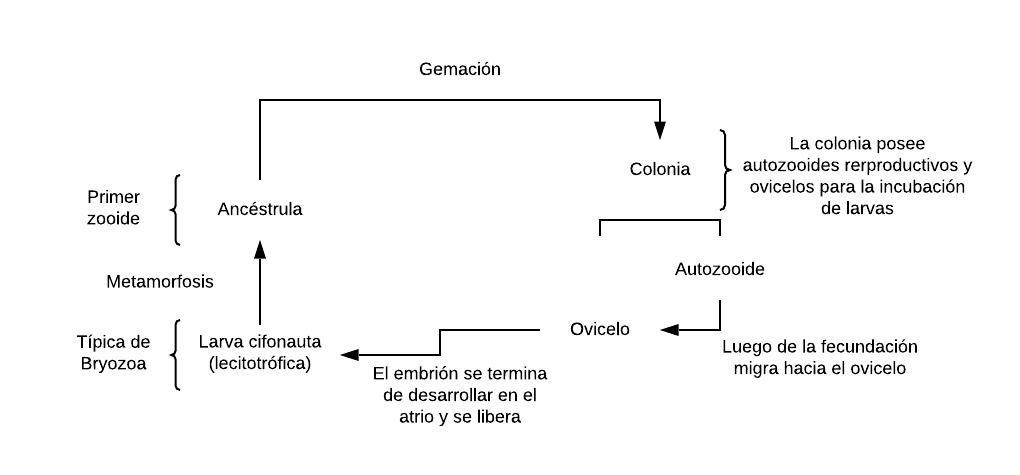 Gemación
La colonia posee
autozooides rerproductivos y
ovicelos para la incubación
de larvas
Colonia
Primer
zooide
Ancéstrula
Autozooide
Metamorfosis
Ovicelo
Típica de
Bryozoa
Larva cifonauta
(lecitotrófica)
Luego de la fecundación
migra hacia el ovicelo
El embrión se termina
de desarrollar en el
atrio y se libera